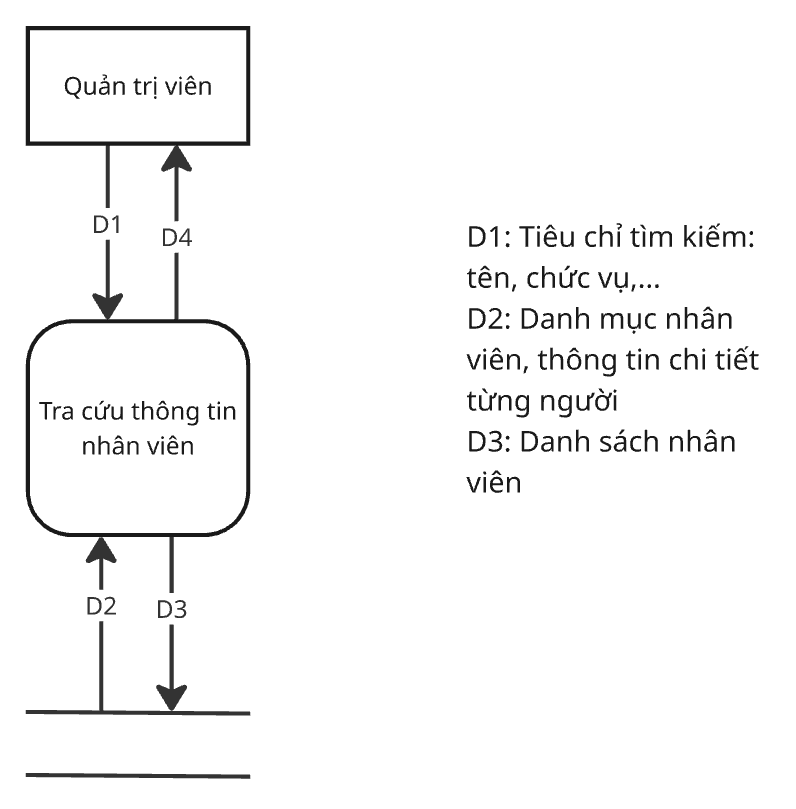 Quản trị viên
D1
D4
D1: Tiêu chỉ tìm kiếm:
tên, chức vụ,...
D2: Danh mục nhân
viên, thông tin chi tiết
từng người
D3: Danh sách nhân
viên
Tra cứu thông tin
nhân viên
D2
D3